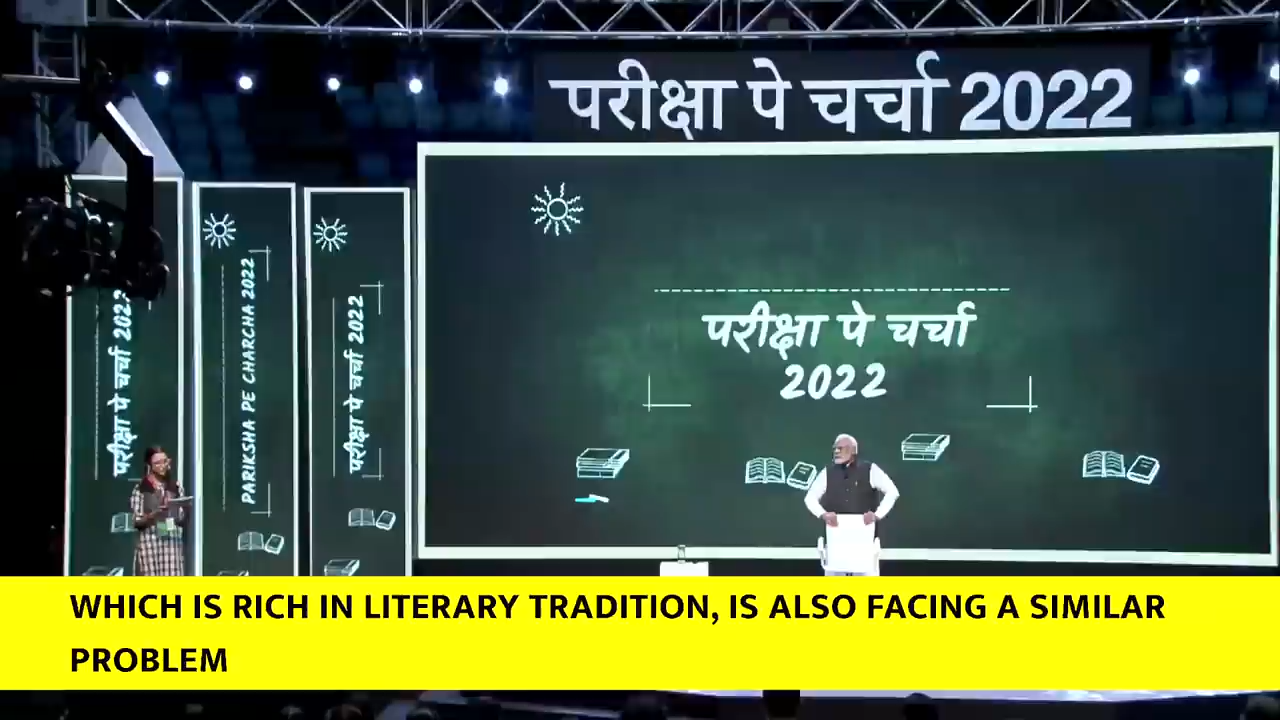 परीक्षा पे चर्चा 2022
परीक्षा पे चर्चा 2022
PARIKSHA PE CHARCHA 2022
परीक्षा पे चर्चा 2022
परीक्षा पे चर्चा
2022
WHICH IS RICH IN LITERARY TRADITION, IS ALSO FACING A SIMILAR
PROBLEM